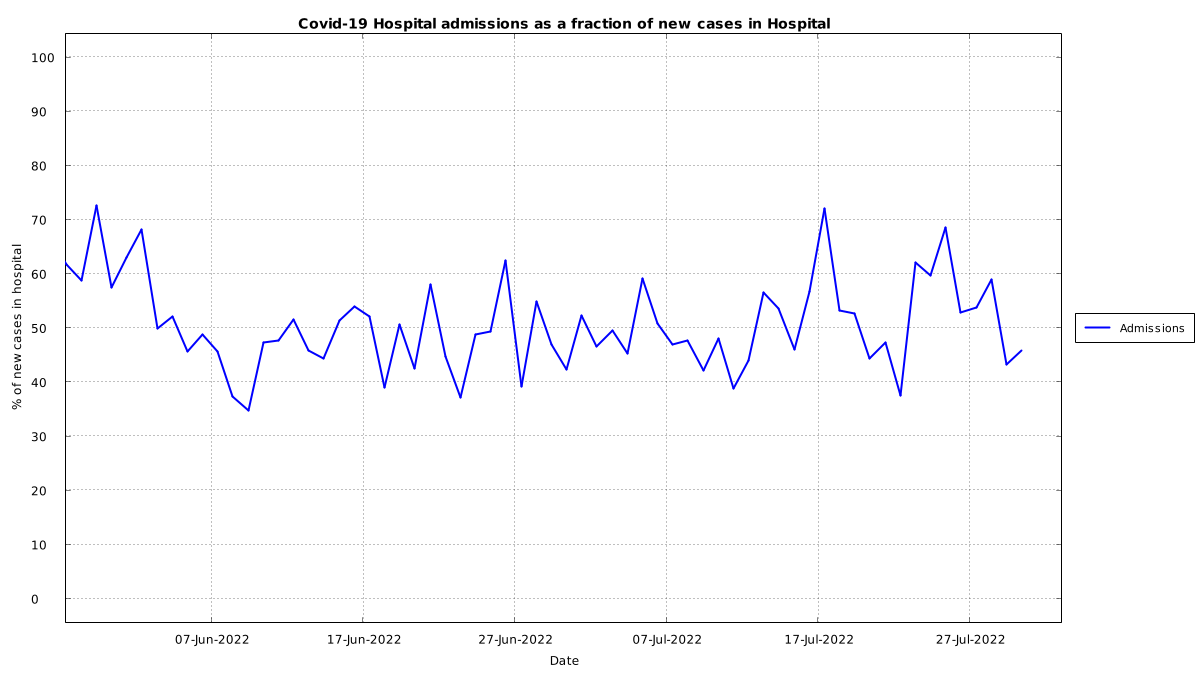 Covid-19 Hospital admissions as a fraction of new cases in Hospital
100
90
80
70
60
50
40
30
20
10
0
% of new cases in hospital
07-Jun-2022
17-Jun-2022
27-Jun-2022
07-Jul-2022
17-Jul-2022
27-Jul-2022
Date
Admissions